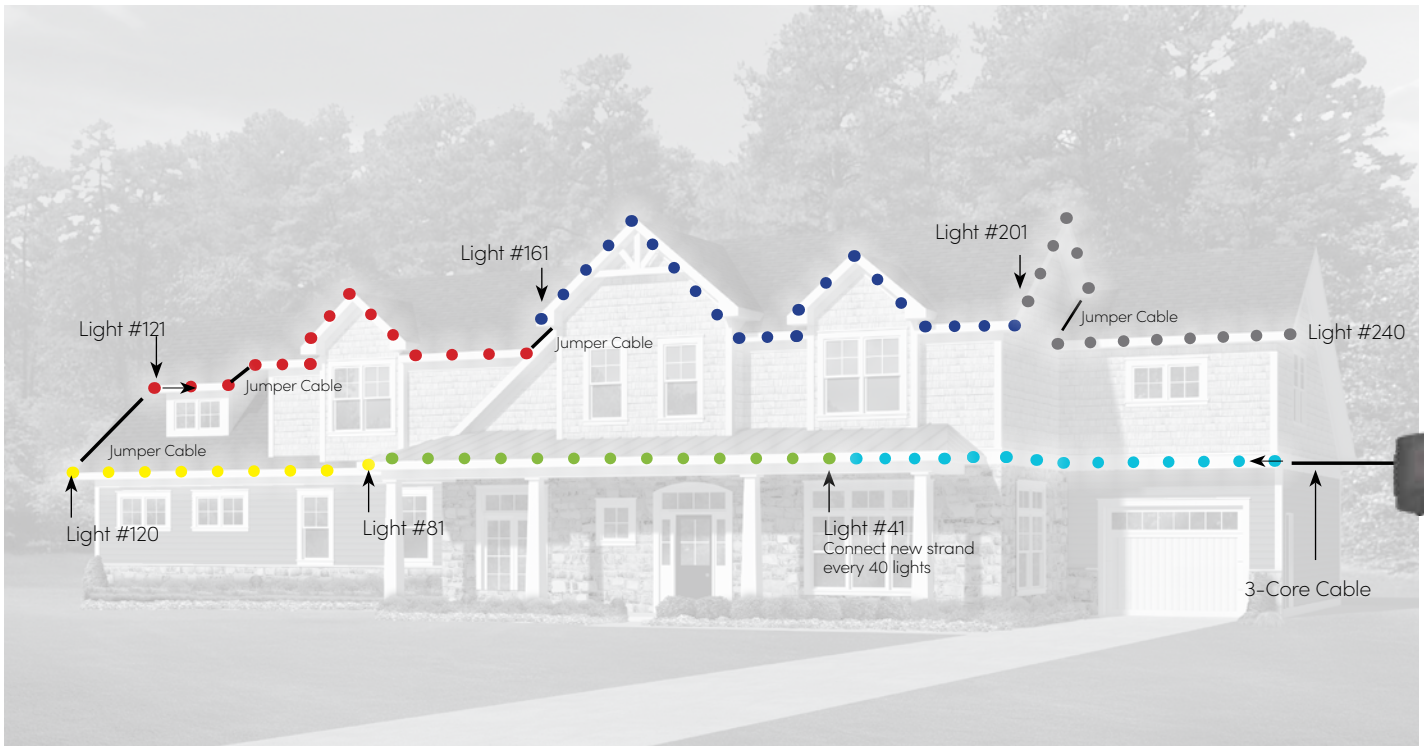 Light #201
Light #161
Jumper Cable
Light #121
Light #240
Jumper Cable
Jumper Cable
Jumper Cable
Light #120
Light #81
Light #41
Connect new strand
every 40 lights
3-Core Cable